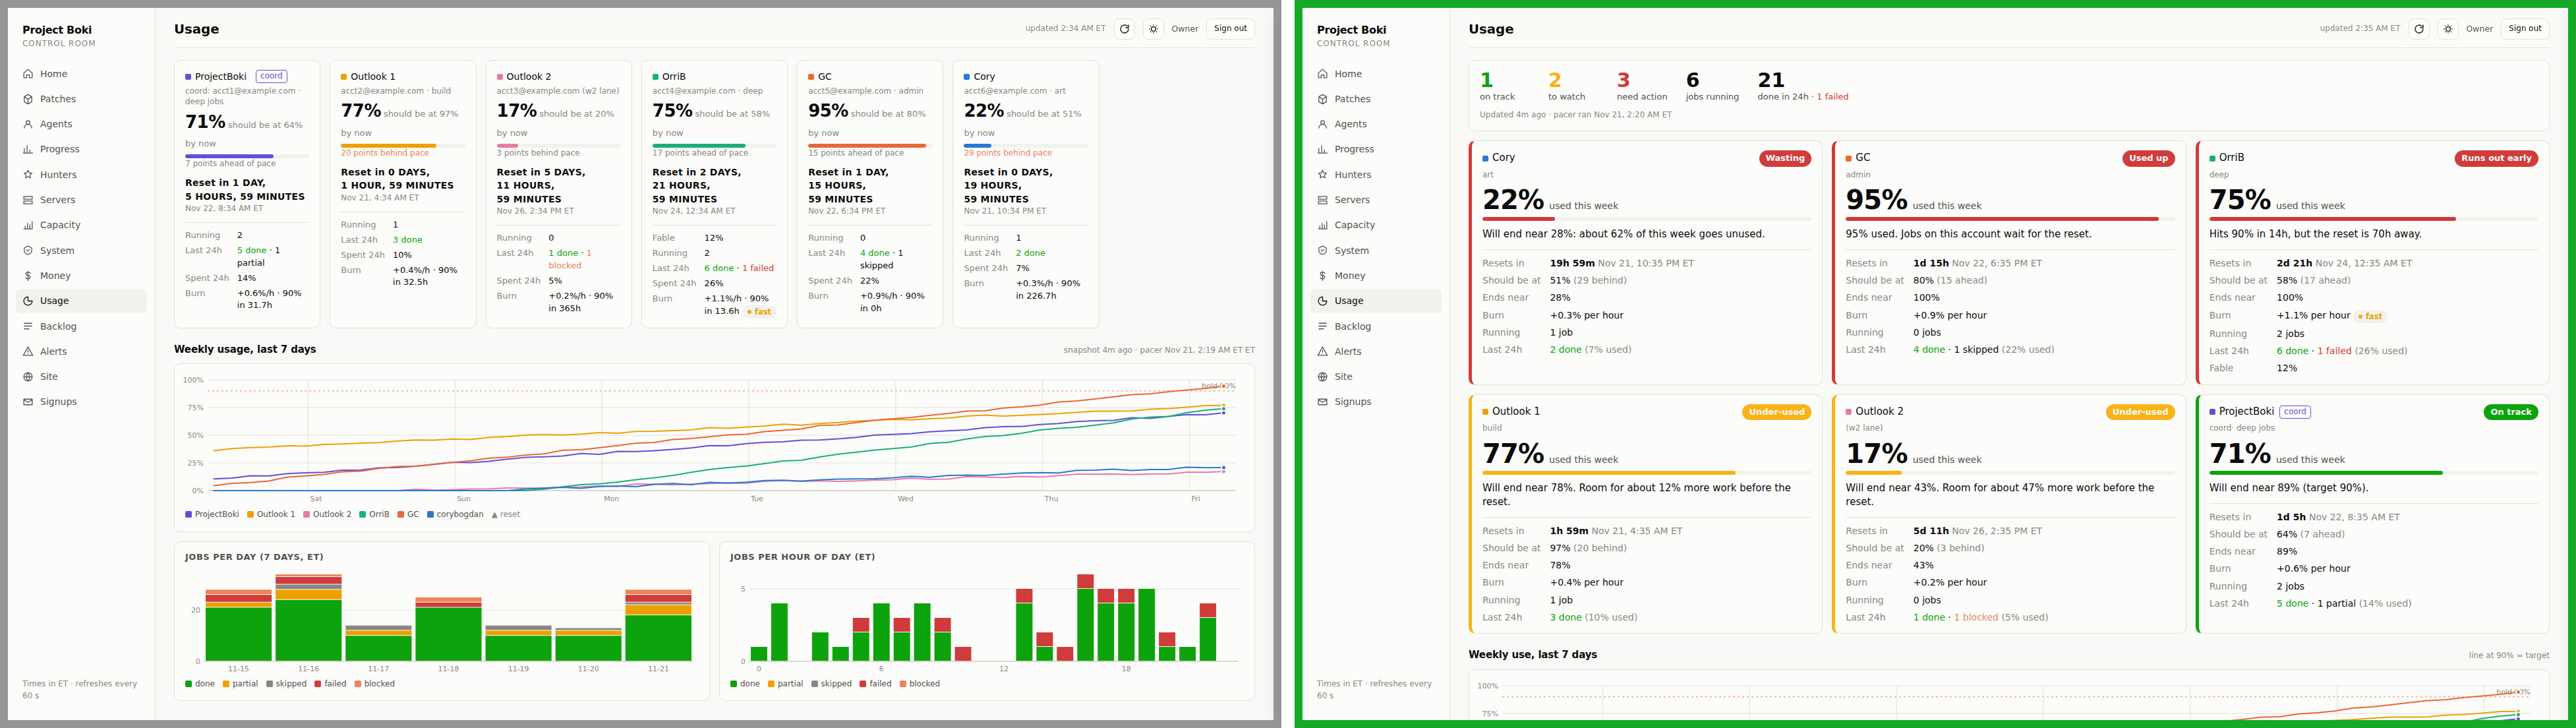 Project Boki
CONTROL ROOM
Home
Patches
Agents
Progress
Hunters
Servers
Capacity
System
Money
Usage
Backlog
Alerts
Site
Signups
Times in ET · refreshes every
60 s
Usage
updated 2:34 AM ET
Owner
Sign out
ProjectBoki coord
coord: acct1@example.com ·
deep jobs
71% should be at 64%
by now
7 points ahead of pace
Reset in 1 DAY,
5 HOURS, 59 MINUTES
Nov 22, 8:34 AM ET
Running 2
Last 24h 5 done · 1
partial
Spent 24h 14%
Burn +0.6%/h · 90%
in 31.7h
Outlook 1
acct2@example.com · build
77% should be at 97%
by now
20 points behind pace
Reset in 0 DAYS,
1 HOUR, 59 MINUTES
Nov 21, 4:34 AM ET
Running 1
Last 24h 3 done
Spent 24h 10%
Burn +0.4%/h · 90%
in 32.5h
Outlook 2
acct3@example.com (w2 lane)
17% should be at 20%
by now
3 points behind pace
Reset in 5 DAYS,
11 HOURS,
59 MINUTES
Nov 26, 2:34 PM ET
Running 0
Last 24h 1 done · 1
blocked
Spent 24h 5%
Burn +0.2%/h · 90%
in 365h
OrriB
acct4@example.com · deep
75% should be at 58%
by now
17 points ahead of pace
Reset in 2 DAYS,
21 HOURS,
59 MINUTES
Nov 24, 12:34 AM ET
Fable 12%
Running 2
Last 24h 6 done · 1 failed
Spent 24h 26%
Burn +1.1%/h · 90%
in 13.6h fast
GC
acct5@example.com · admin
95% should be at 80%
by now
15 points ahead of pace
Reset in 1 DAY,
15 HOURS,
59 MINUTES
Nov 22, 6:34 PM ET
Running 0
Last 24h 4 done · 1
skipped
Spent 24h 22%
Burn +0.9%/h · 90%
in 0h
Cory
acct6@example.com · art
22% should be at 51%
by now
29 points behind pace
Reset in 0 DAYS,
19 HOURS,
59 MINUTES
Nov 21, 10:34 PM ET
Running 1
Last 24h 2 done
Spent 24h 7%
Burn +0.3%/h · 90%
in 226.7h
Weekly usage, last 7 days
snapshot 4m ago · pacer Nov 21, 2:19 AM ET ET
100%
75%
50%
25%
0%
Sat Sun Mon Tue Wed Thu Fri
ProjectBoki Outlook 1 Outlook 2 OrriB GC corybogdan ▲ reset
JOBS PER DAY (7 DAYS, ET)
20
0
11-15 11-16 11-17 11-18 11-19 11-20 11-21
done partial skipped failed blocked
JOBS PER HOUR OF DAY (ET)
5
0
0 6 12 18
done partial skipped failed blocked
Project Boki
CONTROL ROOM
Home
Patches
Agents
Progress
Hunters
Servers
Capacity
System
Money
Usage
Backlog
Alerts
Site
Signups
Times in ET · refreshes every
60 s
Usage
updated 2:35 AM ET
Owner
Sign out
1 2 3 6 21
on track to watch need action jobs running done in 24h · 1 failed
Updated 4m ago · pacer ran Nov 21, 2:20 AM ET
Cory Wasting
art
22% used this week
Will end near 28%: about 62% of this week goes unused.
Resets in 19h 59m Nov 21, 10:35 PM ET
Should be at 51% (29 behind)
Ends near 28%
Burn +0.3% per hour
Running 1 job
Last 24h 2 done (7% used)
GC Used up
admin
95% used this week
95% used. Jobs on this account wait for the reset.
Resets in 1d 15h Nov 22, 6:35 PM ET
Should be at 80% (15 ahead)
Ends near 100%
Burn +0.9% per hour
Running 0 jobs
Last 24h 4 done · 1 skipped (22% used)
OrriB Runs out early
deep
75% used this week
Hits 90% in 14h, but the reset is 70h away.
Resets in 2d 21h Nov 24, 12:35 AM ET
Should be at 58% (17 ahead)
Ends near 100%
Burn +1.1% per hour fast
Running 2 jobs
Last 24h 6 done · 1 failed (26% used)
Fable 12%
Outlook 1 Under-used
build
77% used this week
Will end near 78%. Room for about 12% more work before the
reset.
Resets in 1h 59m Nov 21, 4:35 AM ET
Should be at 97% (20 behind)
Ends near 78%
Burn +0.4% per hour
Running 1 job
Last 24h 3 done (10% used)
Outlook 2 Under-used
(w2 lane)
17% used this week
Will end near 43%. Room for about 47% more work before the
reset.
Resets in 5d 11h Nov 26, 2:35 PM ET
Should be at 20% (3 behind)
Ends near 43%
Burn +0.2% per hour
Running 0 jobs
Last 24h 1 done · 1 blocked (5% used)
ProjectBoki coord On track
coord· deep jobs
71% used this week
Will end near 89% (target 90%).
Resets in 1d 5h Nov 22, 8:35 AM ET
Should be at 64% (7 ahead)
Ends near 89%
Burn +0.6% per hour
Running 2 jobs
Last 24h 5 done · 1 partial (14% used)
Weekly use, last 7 days
line at 90% = target
100%
75%